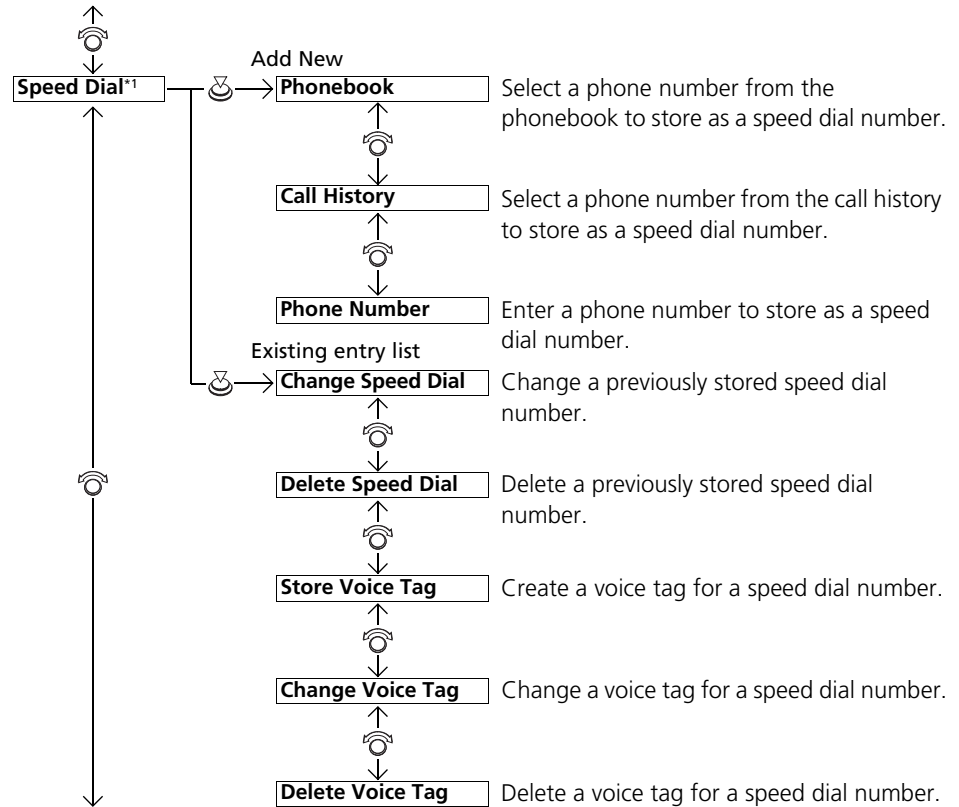 Add New
Speed Dial*1
Phonebook
Select a phone number from the
phonebook to store as a speed dial number.
Call History
Select a phone number from the call history
to store as a speed dial number.
Phone Number
Enter a phone number to store as a speed
dial number.
Existing entry list
Change Speed Dial
Change a previously stored speed dial
number.
Delete Speed Dial
Delete a previously stored speed dial
number.
Store Voice Tag
Create a voice tag for a speed dial number.
Change Voice Tag
Change a voice tag for a speed dial number.
Delete Voice Tag
Delete a voice tag for a speed dial number.